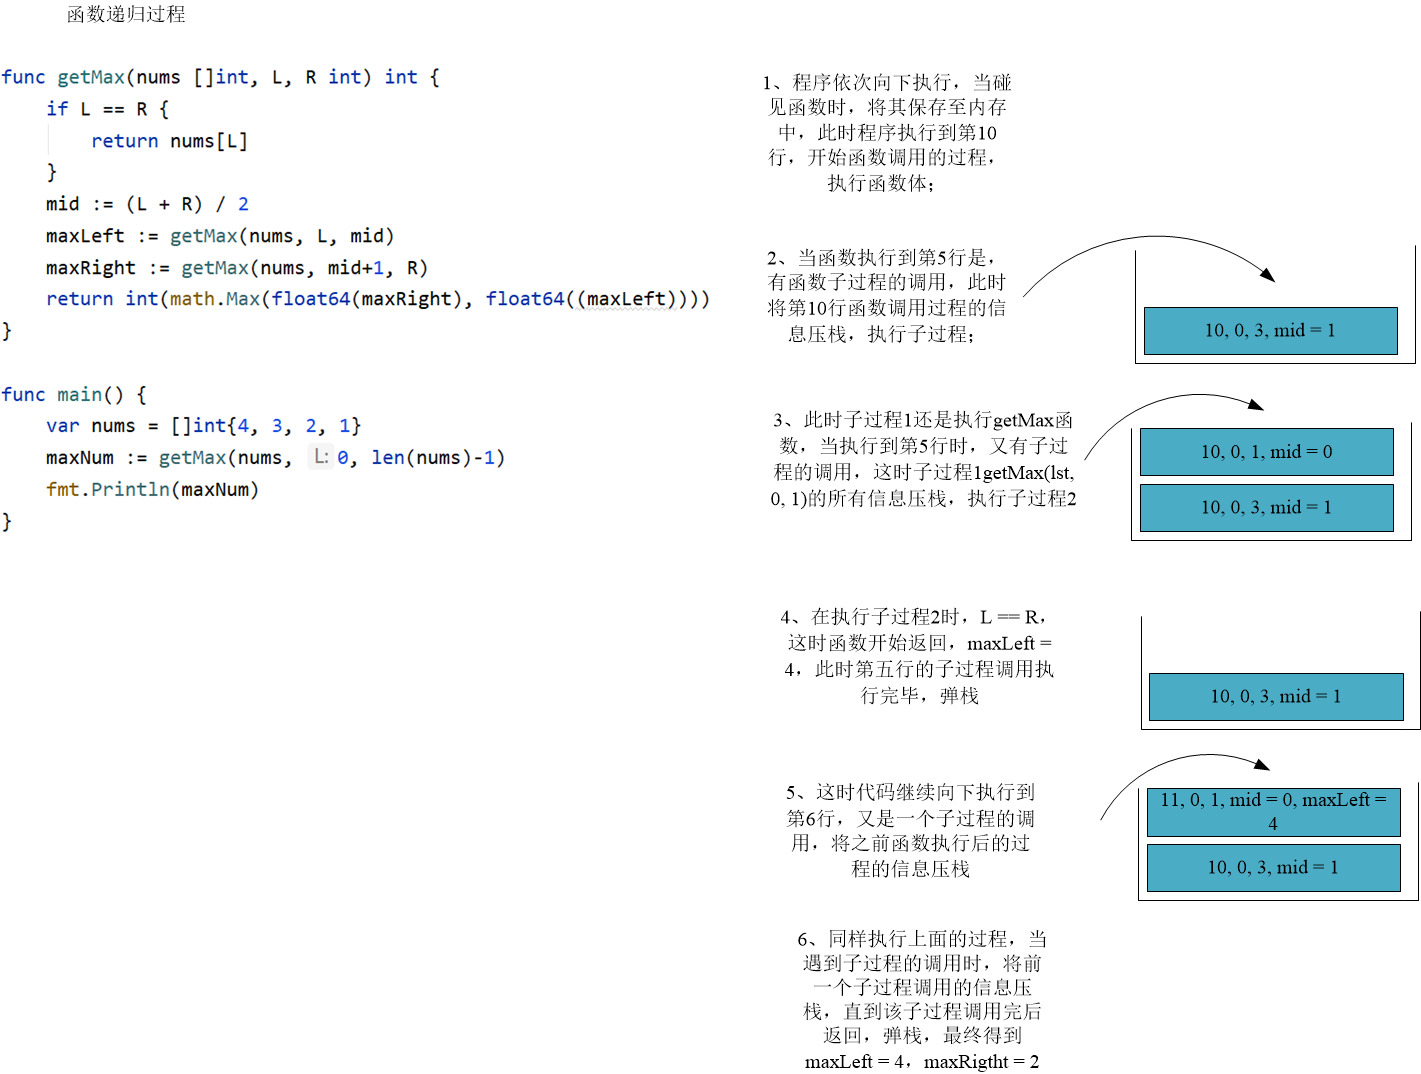 函数递归过程
func getMax(nums []int, L, R int) int {
if L == R {
return nums[L]
}
mid := (L + R) / 2
maxLeft := getMax(nums, L, mid)
maxRight := getMax(nums, mid+1, R)
return int(math.Max(float64(maxRight), float64((maxLeft))))
}
func main() {
var nums = []int{4, 3, 2, 1}
maxNum := getMax(nums, L: 0, len(nums)-1)
fmt.Println(maxNum)
}
1、程序依次向下执行，当碰
见函数时，将其保存至内存
中，此时程序执行到第10
行，开始函数调用的过程，
执行函数体；
2、当函数执行到第5行是，
有函数子过程的调用，此时
将第10行函数调用过程的信
息压栈，执行子过程；
10, 0, 3, mid = 1
3、此时子过程1还是执行getMax函
数，当执行到第5行时，又有子过
程的调用，这时子过程1getMax(lst,
0, 1)的所有信息压栈，执行子过程2
10, 0, 1, mid = 0
10, 0, 3, mid = 1
4、在执行子过程2时，L == R，
这时函数开始返回，maxLeft =
4，此时第五行的子过程调用执
行完毕，弹栈
10, 0, 3, mid = 1
5、这时代码继续向下执行到
第6行，又是一个子过程的调
用，将之前函数执行后的过
程的信息压栈
11, 0, 1, mid = 0, maxLeft =
4
10, 0, 3, mid = 1
6、同样执行上面的过程，当
遇到子过程的调用时，将前
一个子过程调用的信息压
栈，直到该子过程调用完后
返回，弹栈，最终得到
maxLeft = 4，maxRigtht = 2